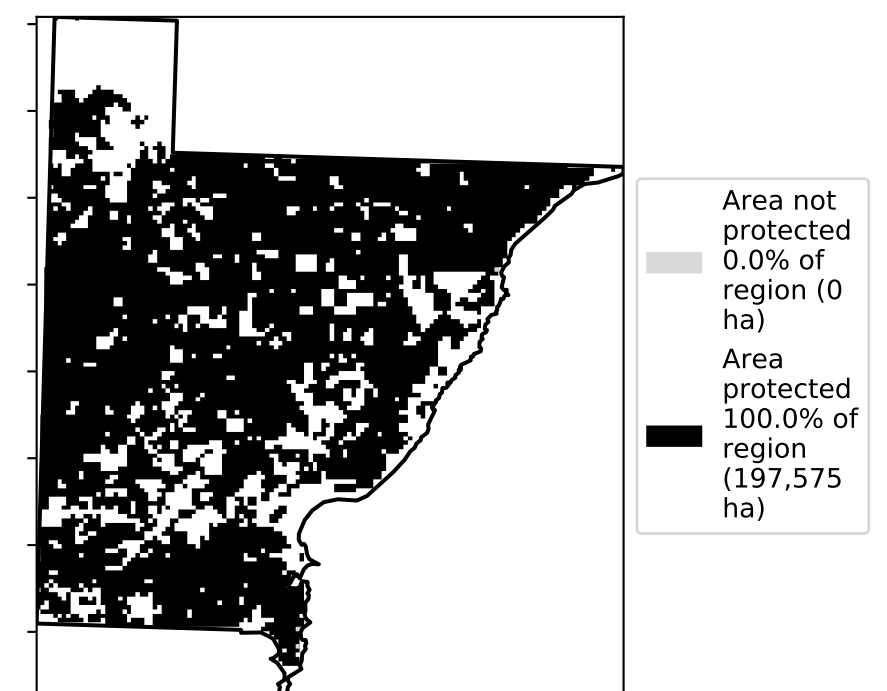 Area not
protected
0.0% of
region (0
ha)
Area
protected
100.0% of
region
(197,575
ha)